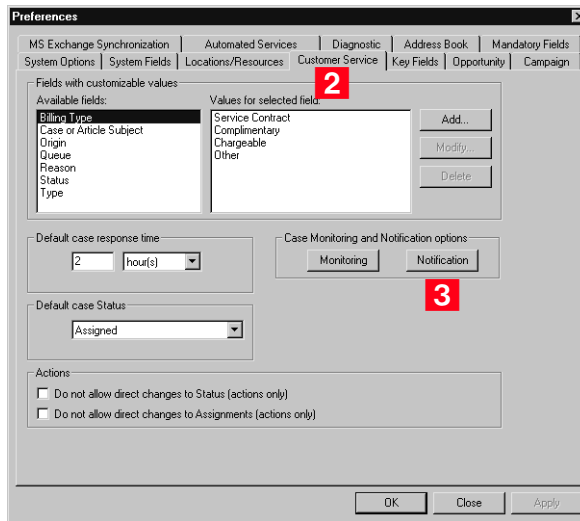 Preferences
MS Exchange Synchronization Automated Services Diagnostic Address Book Mandatory Fields
System Options System Fields Locations/Resources Customer Service Key Fields Opportunity Campaign
2
Fields with customizable values
Available fields: Values for selected field:
Billing Type Service Contract Add...
Case or Article Subject Complimentary
Origin Chargeable Modify...
Queue Other
Reason
Status Delete
Type
Default case response time Case Monitoring and Notification options
2 hour(s) Monitoring Notification
3
Default case Status
Assigned
Actions
Do not allow direct changes to Status (actions only)
Do not allow direct changes to Assignments (actions only)
OK Close Apply